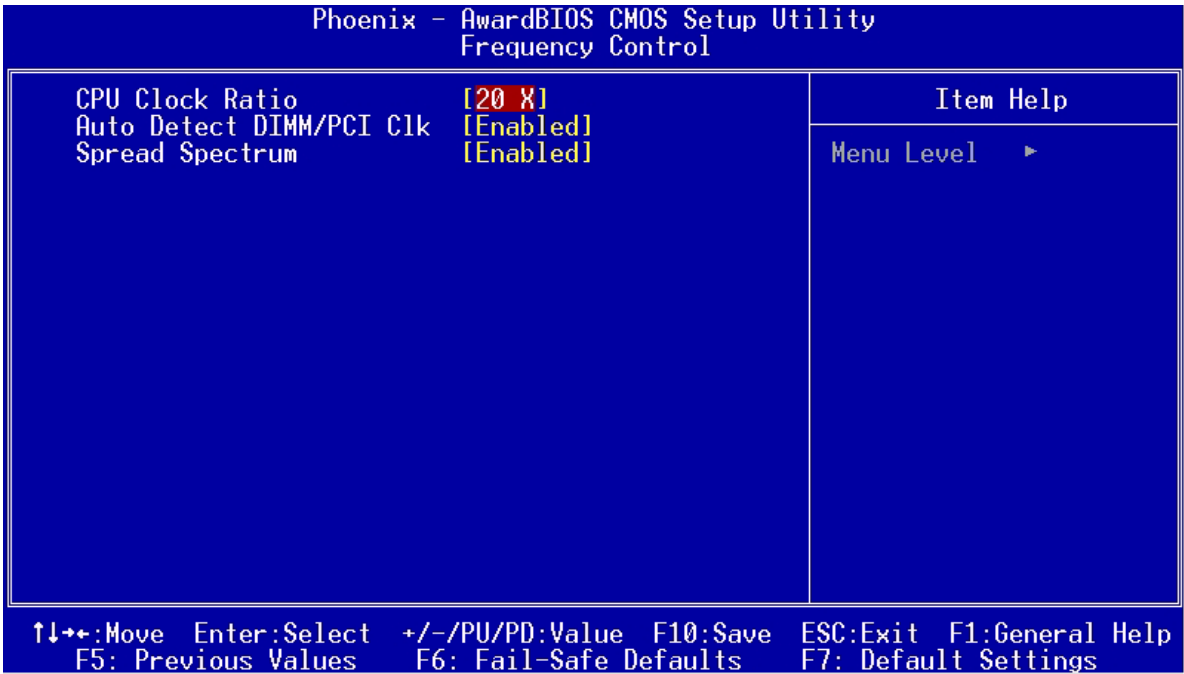 Phoenix - AwardBIOS CMOS Setup Utility
Frequency Control
CPU Clock Ratio [20 X]
Auto Detect DIMM/PCI Clk [Enabled]
Spread Spectrum [Enabled]
Item Help
Menu Level ►
↑↓→←:Move Enter:Select +/-/PU/PD:Value F10:Save ESC:Exit F1:General Help
F5: Previous Values F6: Fail-Safe Defaults F7: Default Settings